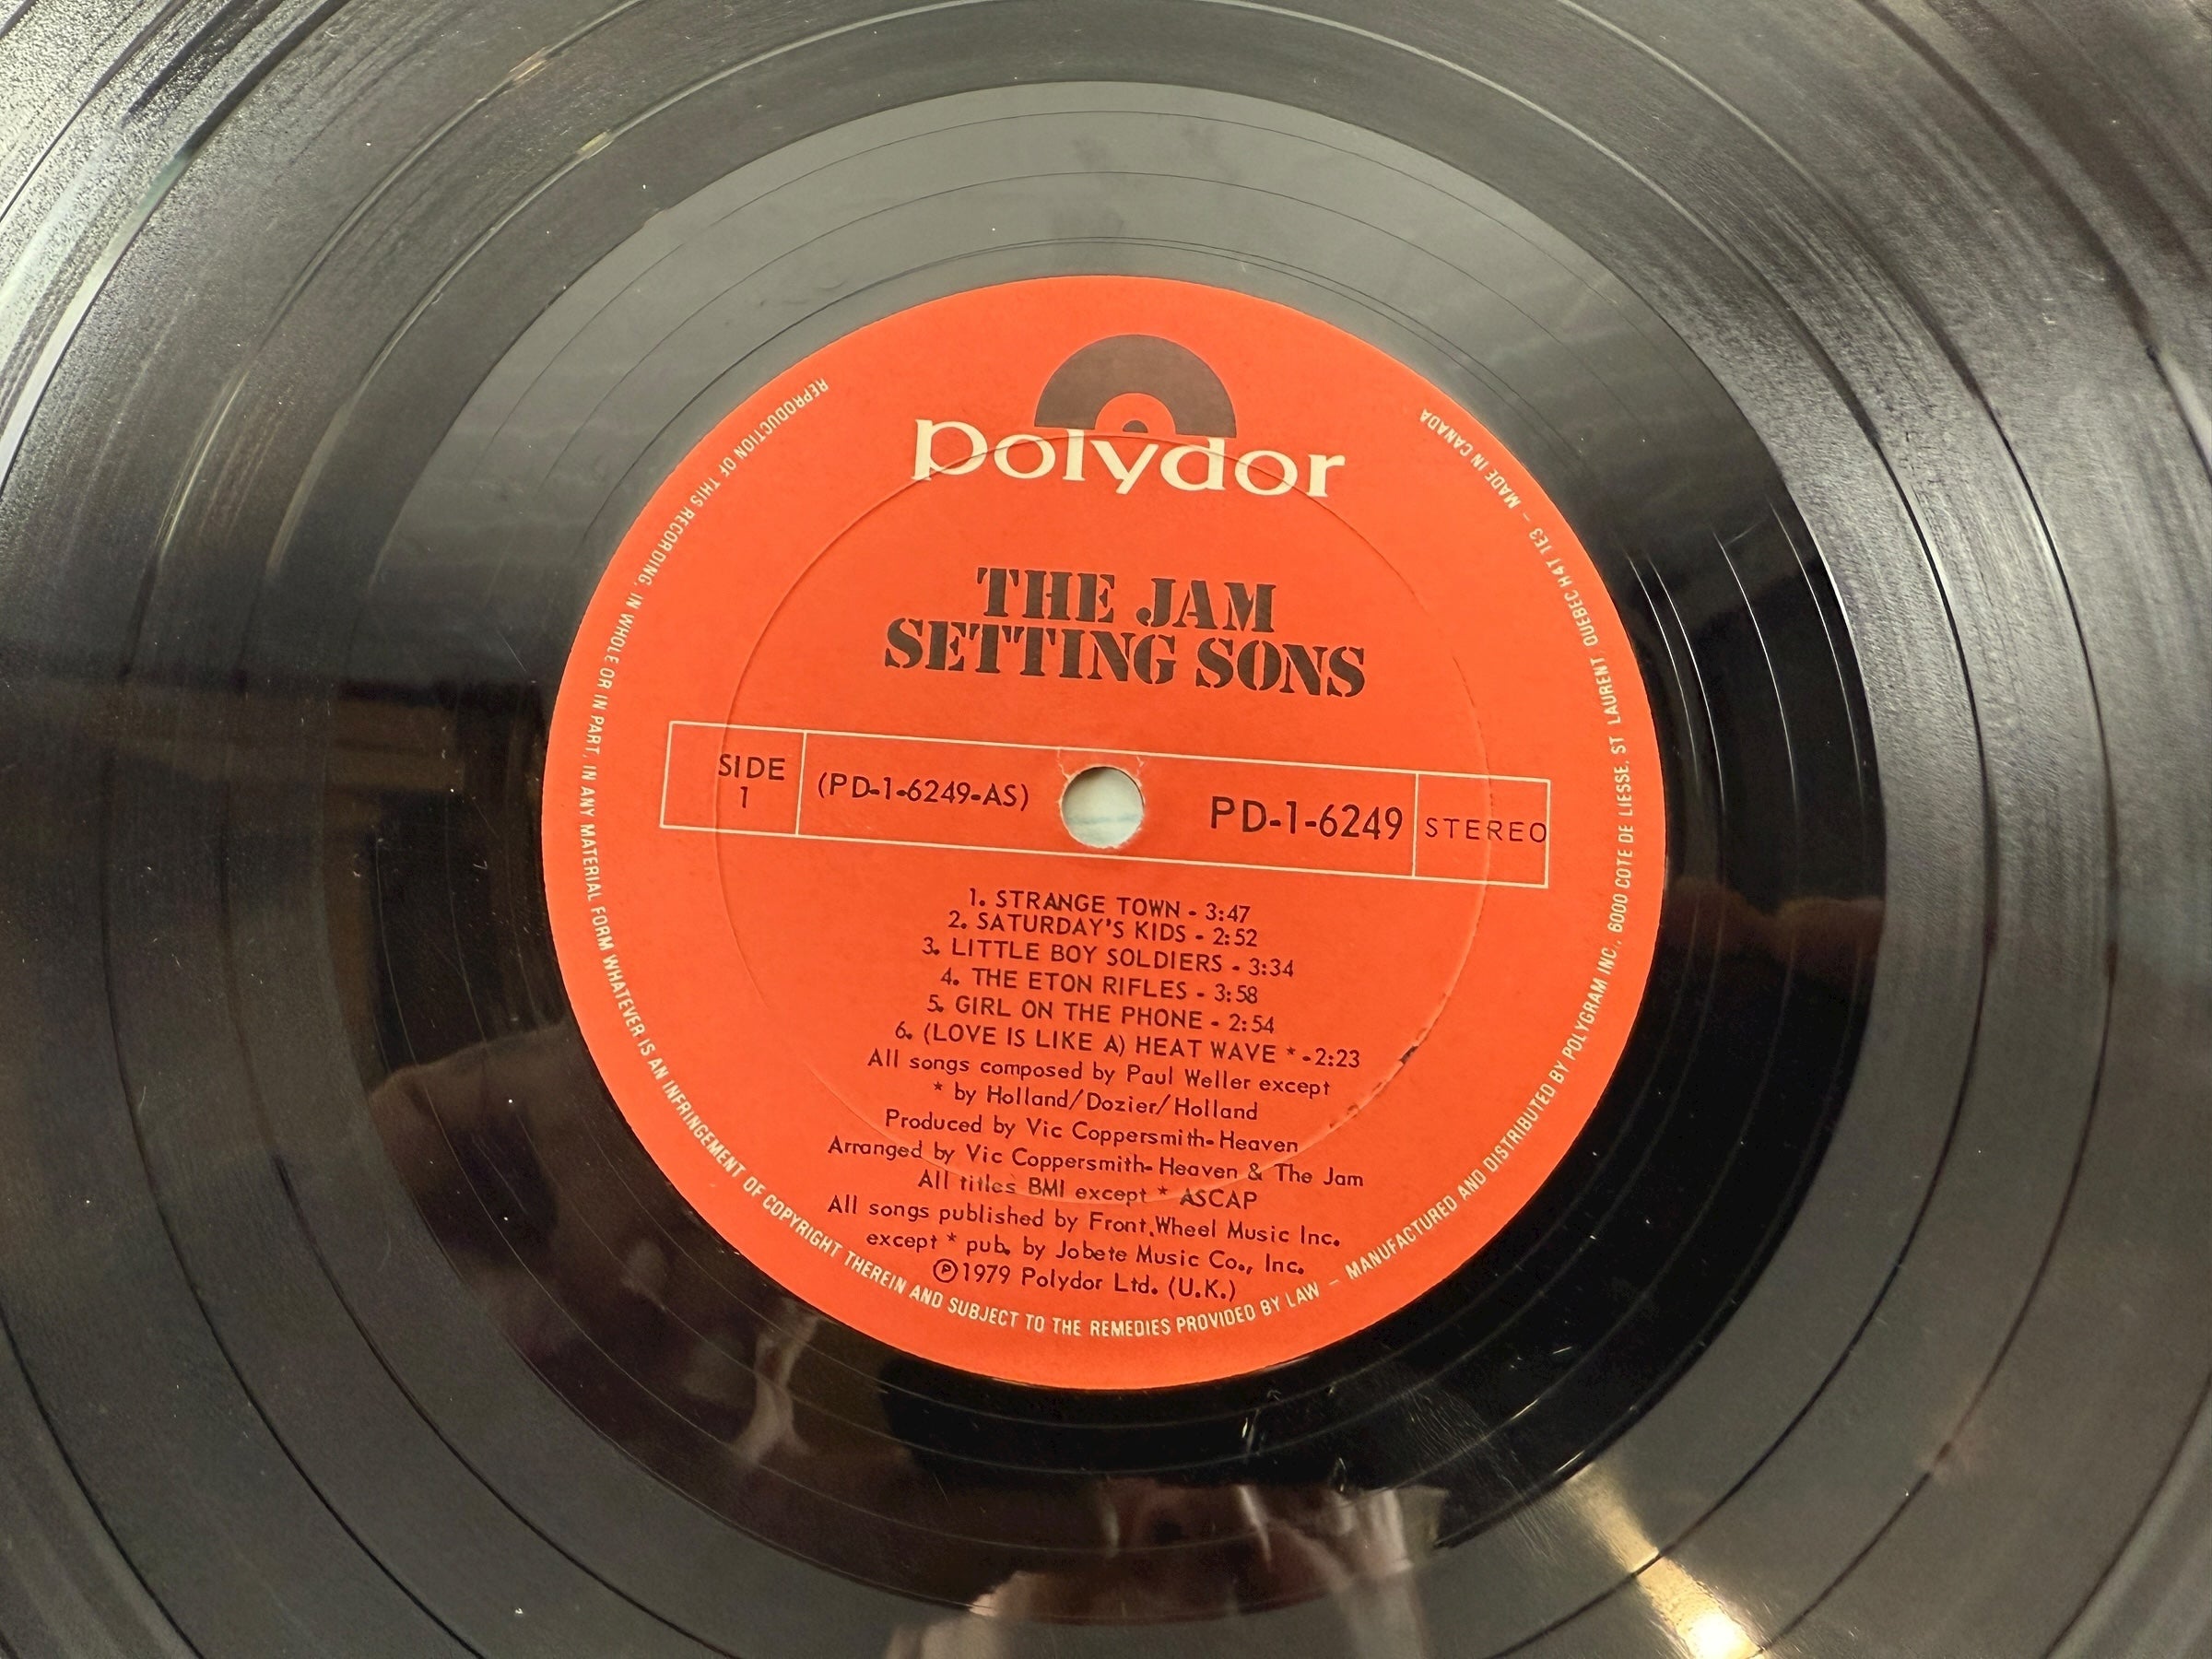 polydor
THE JAM
SETTING SONS
SIDE
1
(PD-1-6249-AS)
PD-1-6249
STEREO
1. STRANGE TOWN - 3:47
2. SATURDAY'S KIDS - 2:52
3. LITTLE BOY SOLDIERS - 3:34
4. THE ETON RIFLES - 3:58
5. GIRL ON THE PHONE - 2:54
6. (LOVE IS LIKE A) HEAT WAVE * - 2:23
All songs composed by Paul Weller except
* by Holland/Dozier/Holland
Produced by Vic Coppersmith-Heaven
Arranged by Vic Coppersmith-Heaven & The Jam
All titles BMI except * ASCAP
All songs published by Front.Wheel Music Inc.
except * pub. by Jobete Music Co., Inc.
Ⓟ1979 Polydor Ltd. (U.K.)
REPRODUCTION OF THIS RECORDING, IN WHOLE OR IN PART, IN ANY MATERIAL FORM WHATEVER IS AN INFRINGEMENT OF COPYRIGHT THEREIN AND SUBJECT TO THE REMEDIES PROVIDED BY LAW – MANUFACTURED AND DISTRIBUTED BY POLYGRAM INC., 6000 COTE DE LIESSE, ST LAURENT, QUEBEC H4T 1E3 – MADE IN CANADA